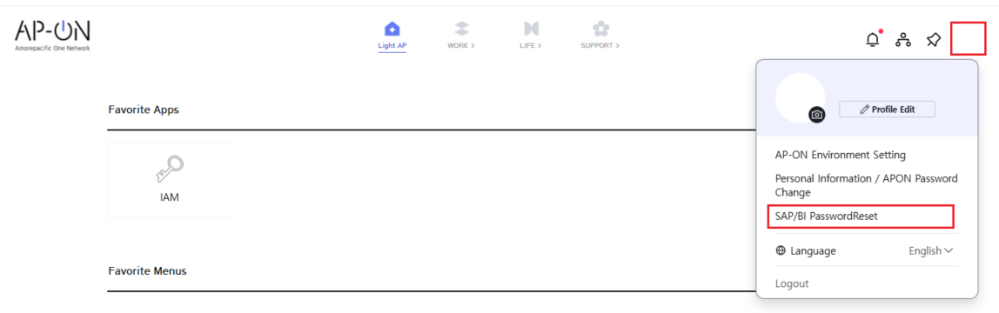 AP-ON
Amorepacific One Network
Light AP
WORK >
LIFE >
SUPPORT >
Favorite Apps
IAM
Favorite Menus
Profile Edit
AP-ON Environment Setting
Personal Information / APON Password
Change
SAP/BI PasswordReset
Language English
Logout